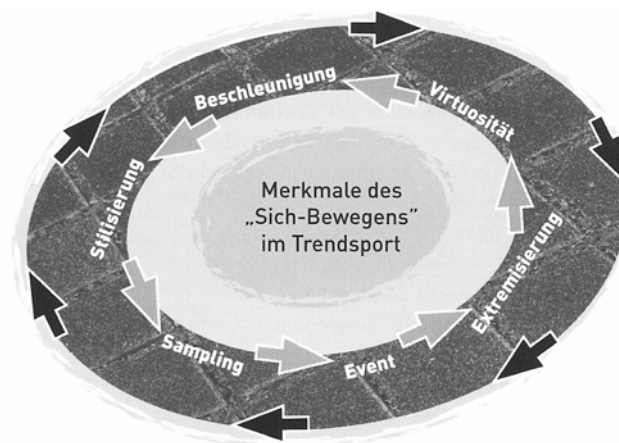 Beschleunigung
Virtuosität
Stilisierung
Merkmale des
„Sich-Bewegens”
im Trendsport
Extremisierung
Sampling
Event